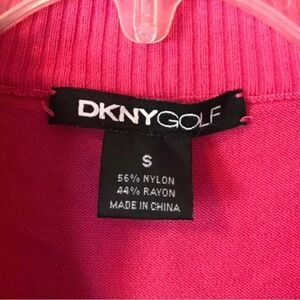 DKNYGOLF
S
56% NYLON
44% RAYON
MADE IN CHINA